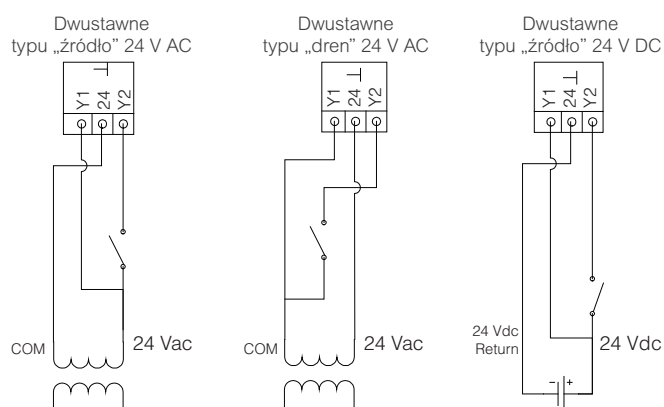 Dwustawne
typu „źródło” 24 V AC
Y1
24 ⊥
Y2
COM
24 Vac
Dwustawne
typu „dren” 24 V AC
Y1
24 ⊥
Y2
COM
24 Vac
Dwustawne
typu „źródło” 24 V DC
Y1
24 ⊥
Y2
24 Vdc
Return
24 Vdc
- +